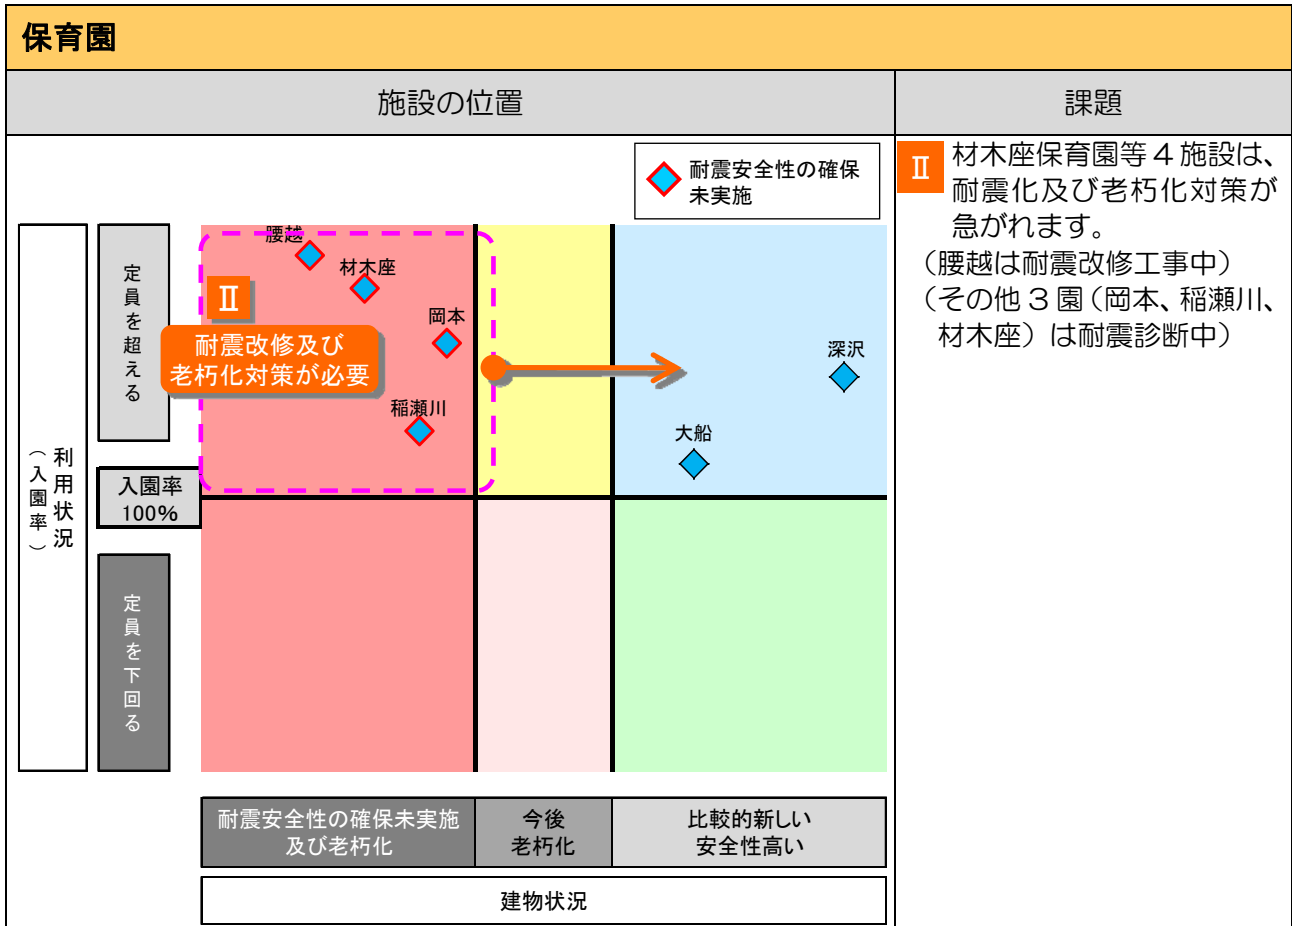 保育園
施設の位置
課題
耐震安全性の確保
未実施
利用状況
（入園率）
定員を超える
入園率
100%
定員を下回る
腰越
材木座
岡本
稲瀬川
深沢
大船
Ⅱ
耐震改修及び
老朽化対策が必要
耐震安全性の確保未実施
及び老朽化
今後
老朽化
比較的新しい
安全性高い
建物状況
Ⅱ 材木座保育園等４施設は、
耐震化及び老朽化対策が
急がれます。
（腰越は耐震改修工事中）
（その他３園（岡本、稲瀬川、
材木座）は耐震診断中）